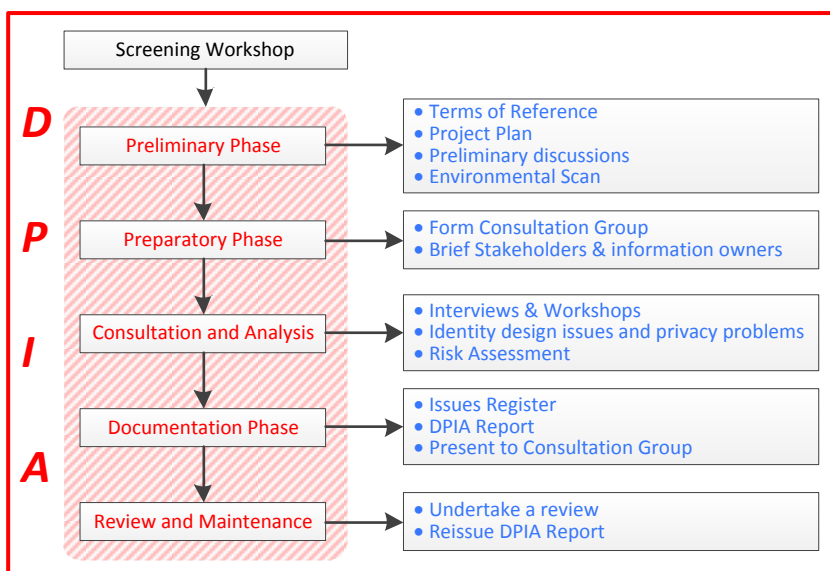 Screening Workshop
D
Preliminary Phase
• Terms of Reference
• Project Plan
• Preliminary discussions
• Environmental Scan
P
Preparatory Phase
• Form Consultation Group
• Brief Stakeholders & information owners
I
Consultation and Analysis
• Interviews & Workshops
• Identity design issues and privacy problems
• Risk Assessment
A
Documentation Phase
• Issues Register
• DPIA Report
• Present to Consultation Group
Review and Maintenance
• Undertake a review
• Reissue DPIA Report